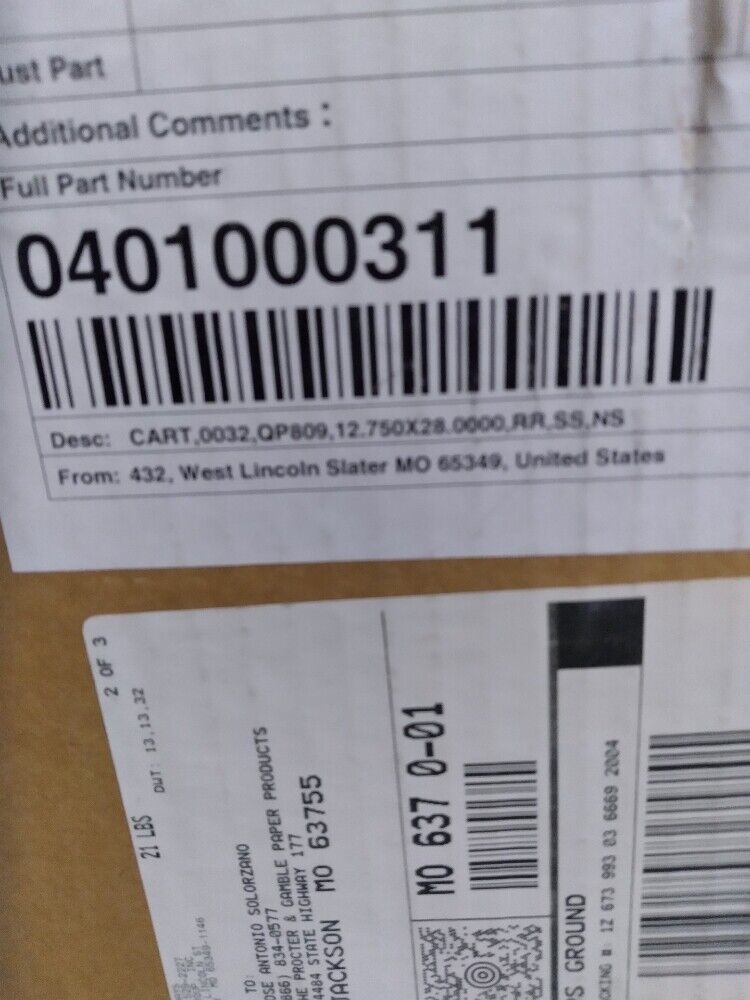 ust Part
Additional Comments :
Full Part Number
0401000311
Desc: CART,0032,QP809,12.750X28.0000,RR,SS,NS
From: 432, West Lincoln Slater MO 65349, United States
21 LBS
2 OF 3
DWT: 13,13,32
TO:
OSE ANTONIO SOLORZANO
866) 834-0577
HE PROCTER & GAMBLE PAPER PRODUCTS
4484 STATE HIGHWAY 177
JACKSON MO 63755
MO 637 0-01
S GROUND
CKING #: 1Z 673 993 03 6669 2004